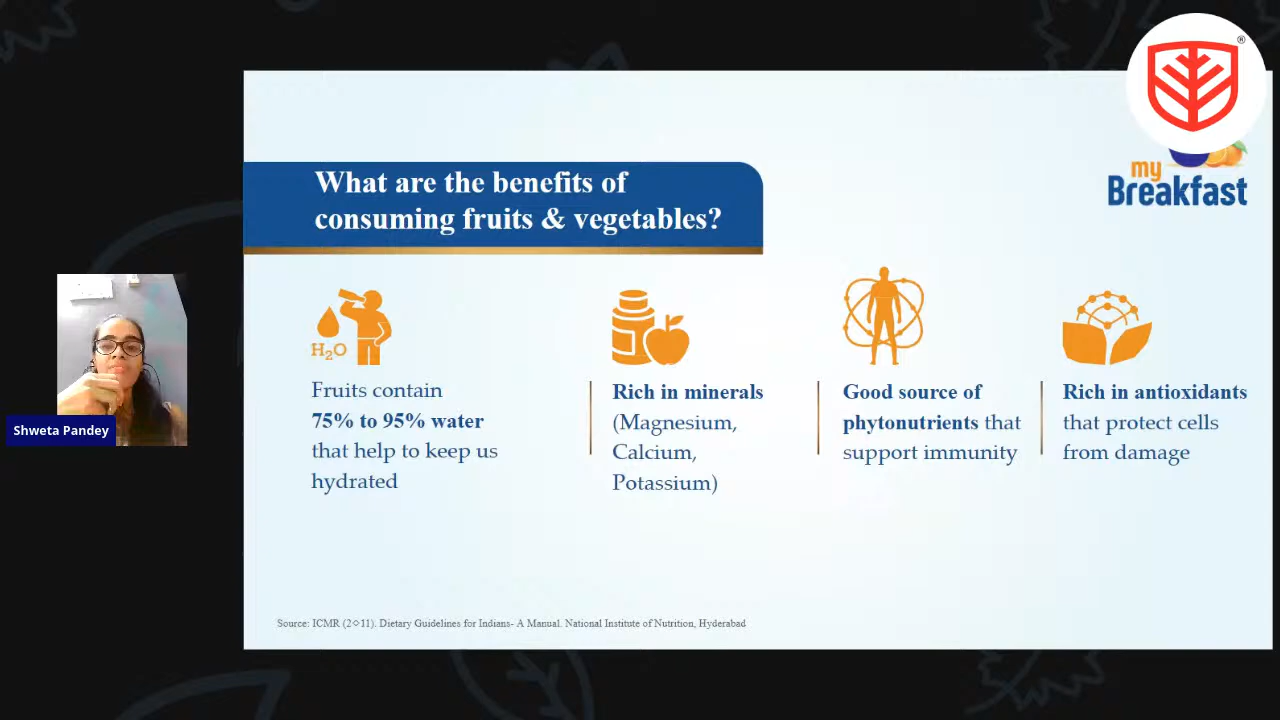 ®
my
Breakfast
What are the benefits of
consuming fruits & vegetables?
H₂O
Fruits contain
75% to 95% water
that help to keep us
hydrated
Rich in minerals
(Magnesium,
Calcium,
Potassium)
Good source of
phytonutrients that
support immunity
Rich in antioxidants
that protect cells
from damage
Shweta Pandey
Source: ICMR (2◇11). Dietary Guidelines for Indians- A Manual. National Institute of Nutrition, Hyderabad